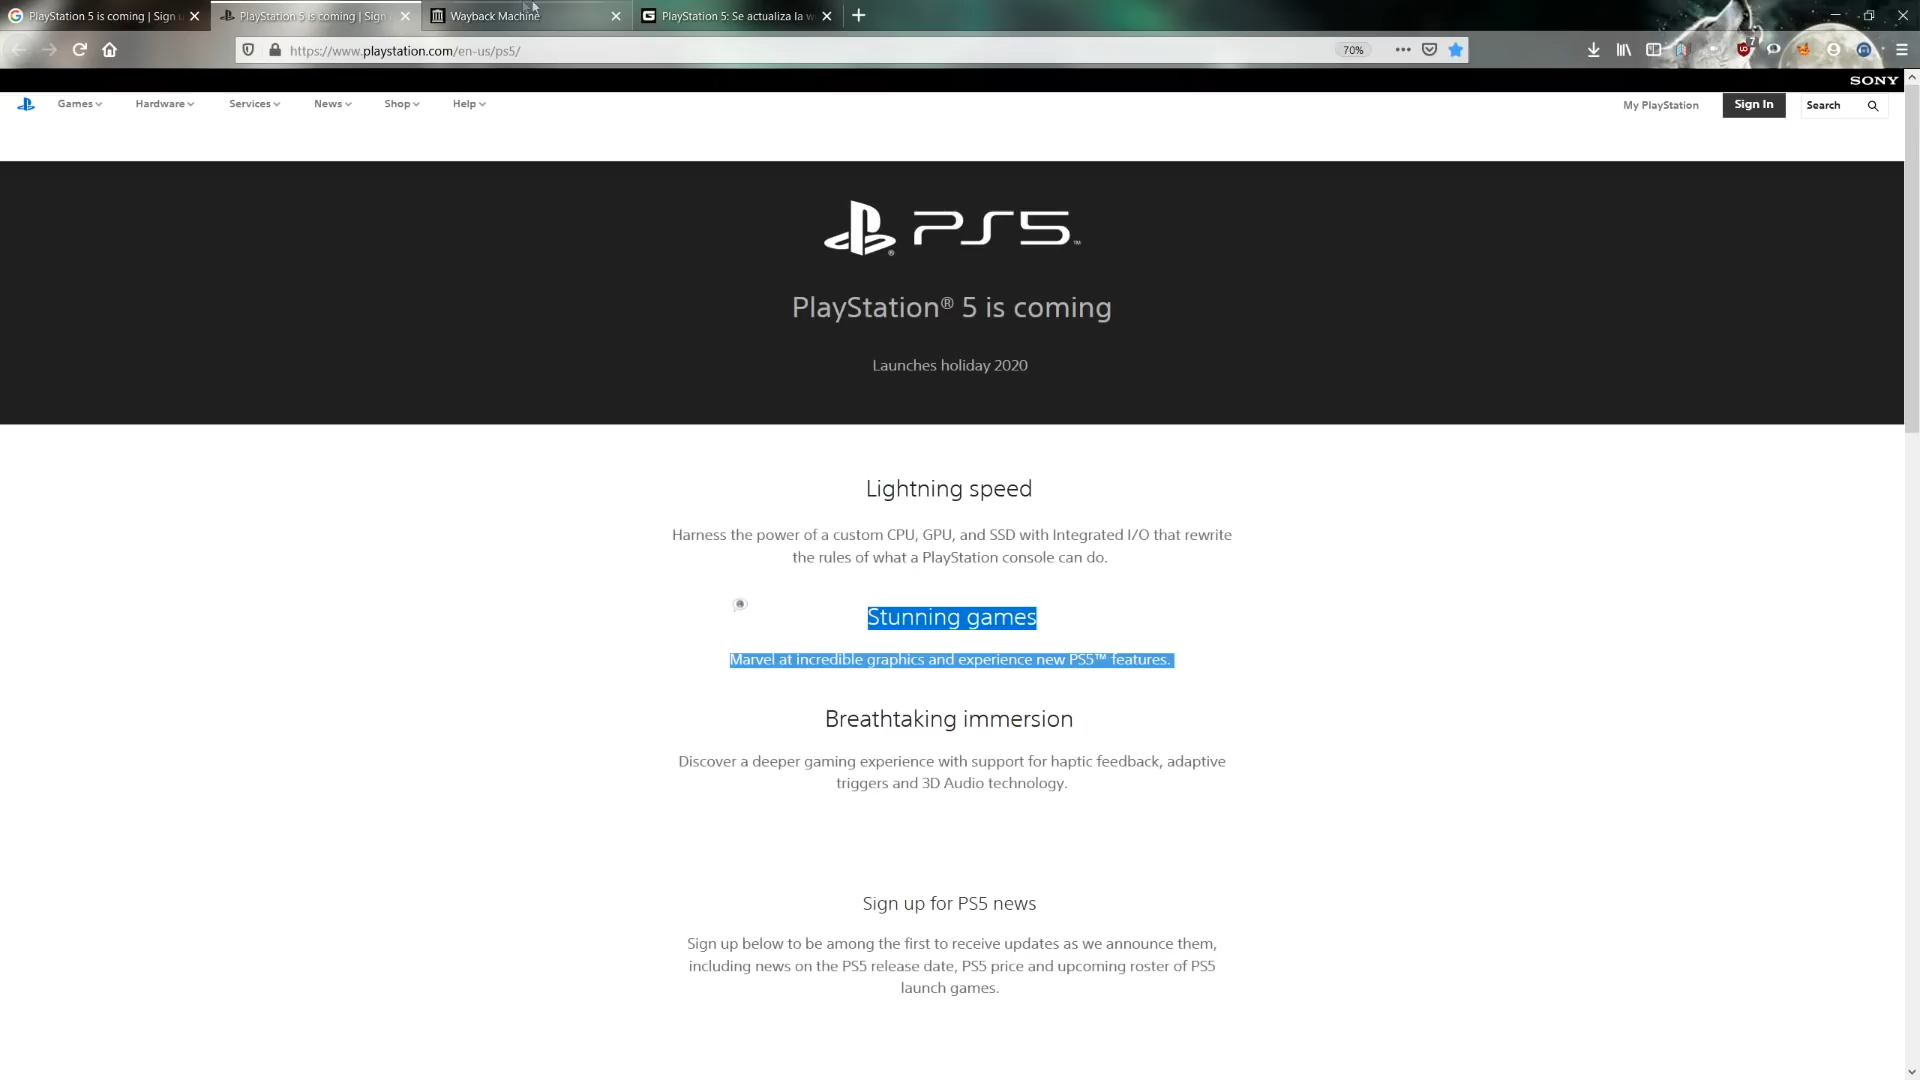 PlayStation 5 is coming | Sign u
PlayStation 5 is coming | Sign
Wayback Machine
PlayStation 5: Se actualiza la w
https://www.playstation.com/en-us/ps5/
70%
7
SONY
Games
Hardware
Services
News
Shop
Help
My PlayStation
Sign In
Search
PS5™
PlayStation® 5 is coming
Launches holiday 2020
Lightning speed
Harness the power of a custom CPU, GPU, and SSD with Integrated I/O that rewrite
the rules of what a PlayStation console can do.
Stunning games
Marvel at incredible graphics and experience new PS5™ features.
Breathtaking immersion
Discover a deeper gaming experience with support for haptic feedback, adaptive
triggers and 3D Audio technology.
Sign up for PS5 news
Sign up below to be among the first to receive updates as we announce them,
including news on the PS5 release date, PS5 price and upcoming roster of PS5
launch games.